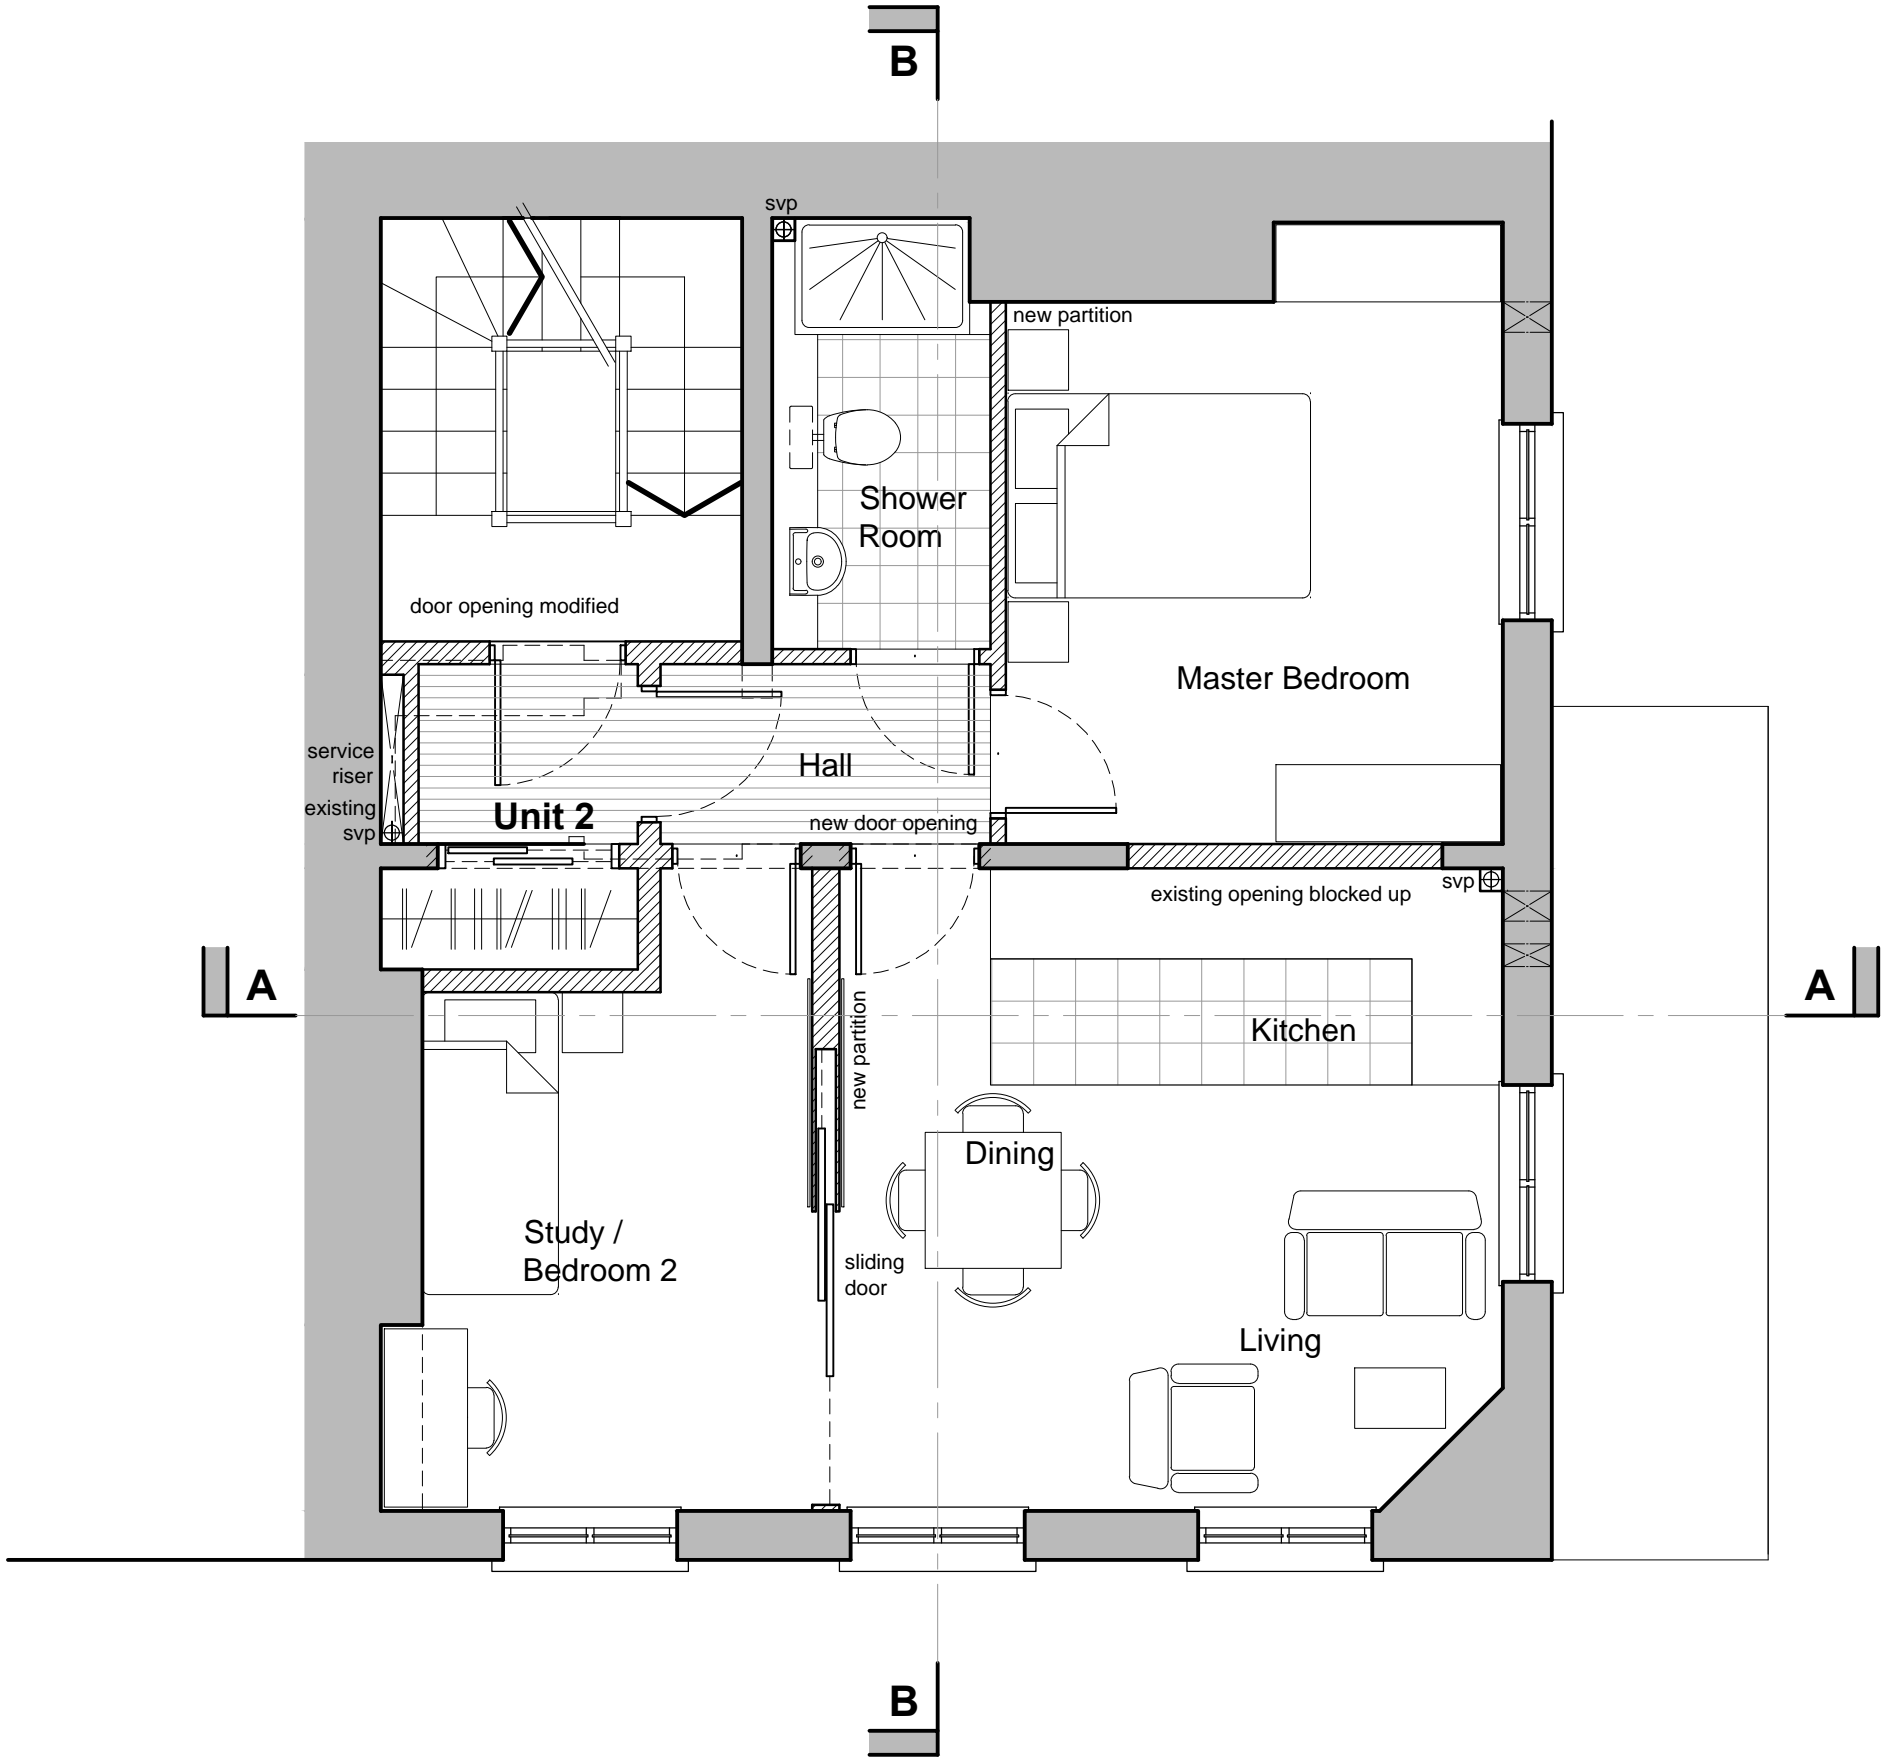 B
svp
new partition
Shower
Room
door opening modified
Master Bedroom
service
riser
existing
svp
Hall
Unit 2
new door opening
existing opening blocked up
svp
A
A
new partition
Kitchen
Dining
Study /
Bedroom 2
sliding
door
Living
B